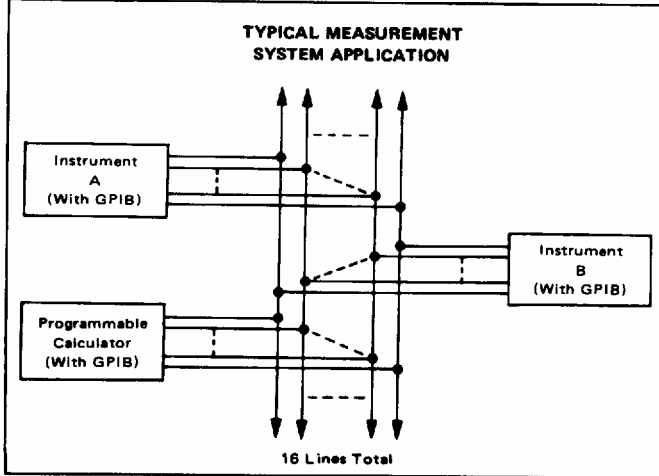 TYPICAL MEASUREMENT
SYSTEM APPLICATION
Instrument
A
(With GPIB)
Instrument
B
(With GPIB)
Programmable
Calculator
(With GPIB)
16 Lines Total